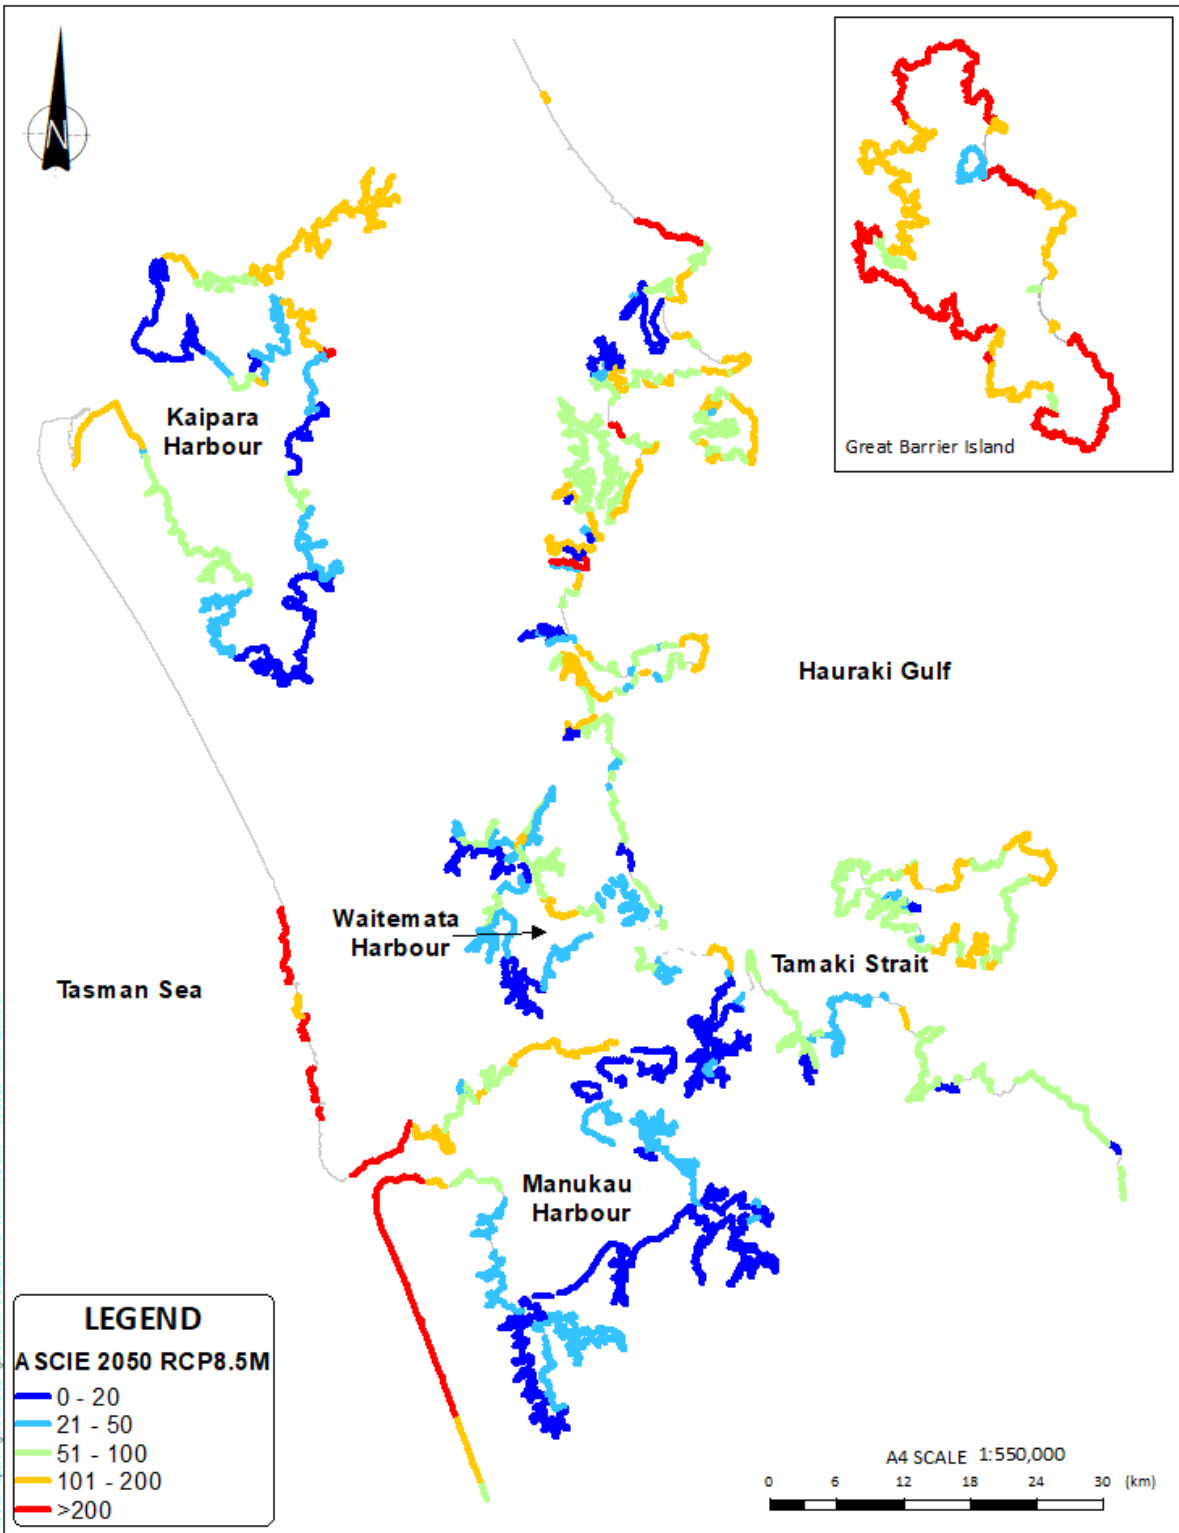 N
Great Barrier Island
Kaipara
Harbour
Hauraki Gulf
Waitemata
Harbour
Tamaki Strait
Tasman Sea
Manukau
Harbour
LEGEND
ASCIE 2050 RCP8.5M
0 - 20
21 - 50
51 - 100
101 - 200
>200
A4 SCALE 1:550,000
0 6 12 18 24 30 (km)